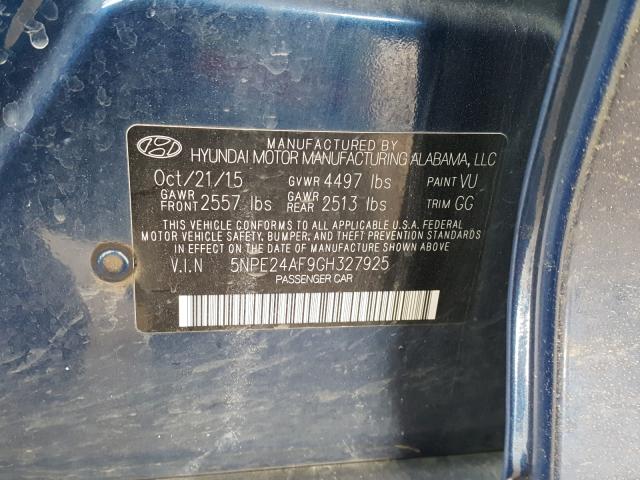 MANUFACTURED BY
HYUNDAI MOTOR MANUFACTURING ALABAMA, LLC
Oct/21/15 GVWR 4497 lbs PAINT VU
GAWR FRONT 2557 lbs GAWR REAR 2513 lbs TRIM GG
THIS VEHICLE CONFORMS TO ALL APPLICABLE U.S.A. FEDERAL
MOTOR VEHICLE SAFETY, BUMPER, AND THEFT PREVENTION STANDARDS
IN EFFECT ON THE DATE OF MANUFACTURE SHOWN ABOVE.
V.I.N 5NPE24AF9GH327925
PASSENGER CAR